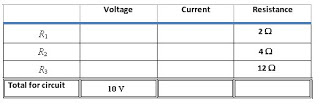 Voltage Current Resistance
R1 2 Ω
R2 4 Ω
R3 12 Ω
Total for circuit 10 V